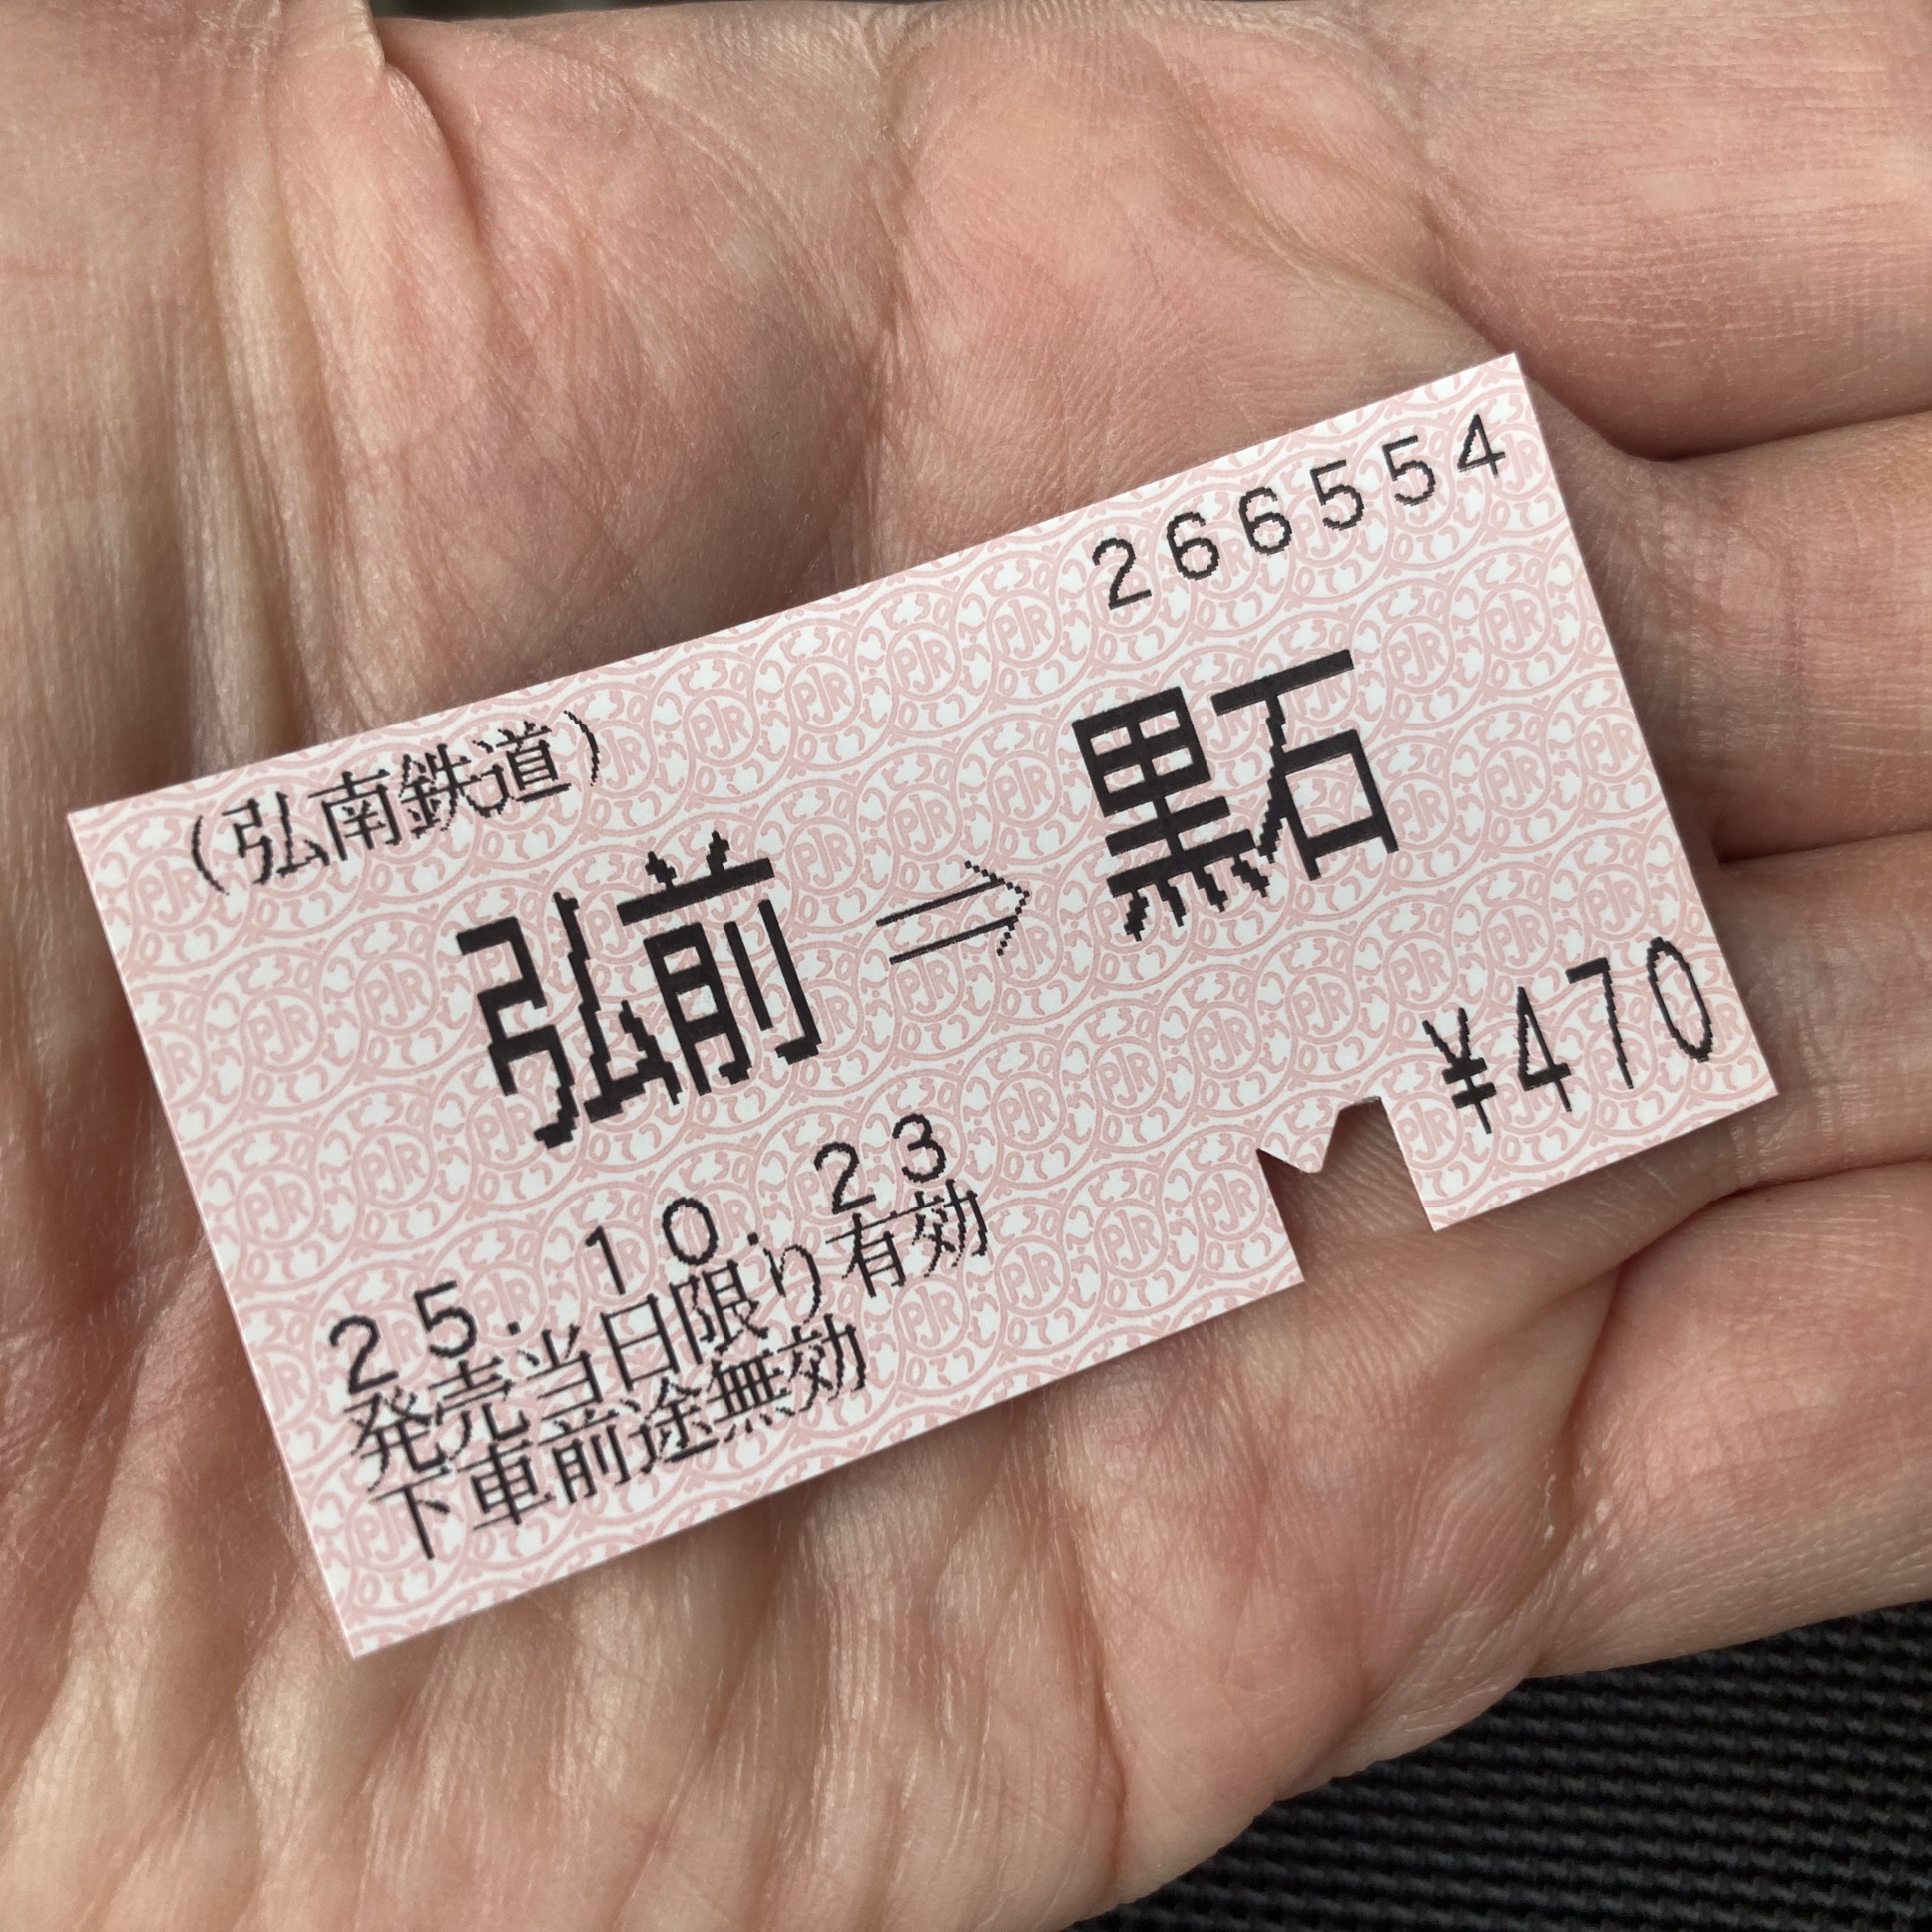 266554
(弘南鉄道)
弘前⇒黒石
¥470
25.10.23
発売当日限り有効
下車前途無効